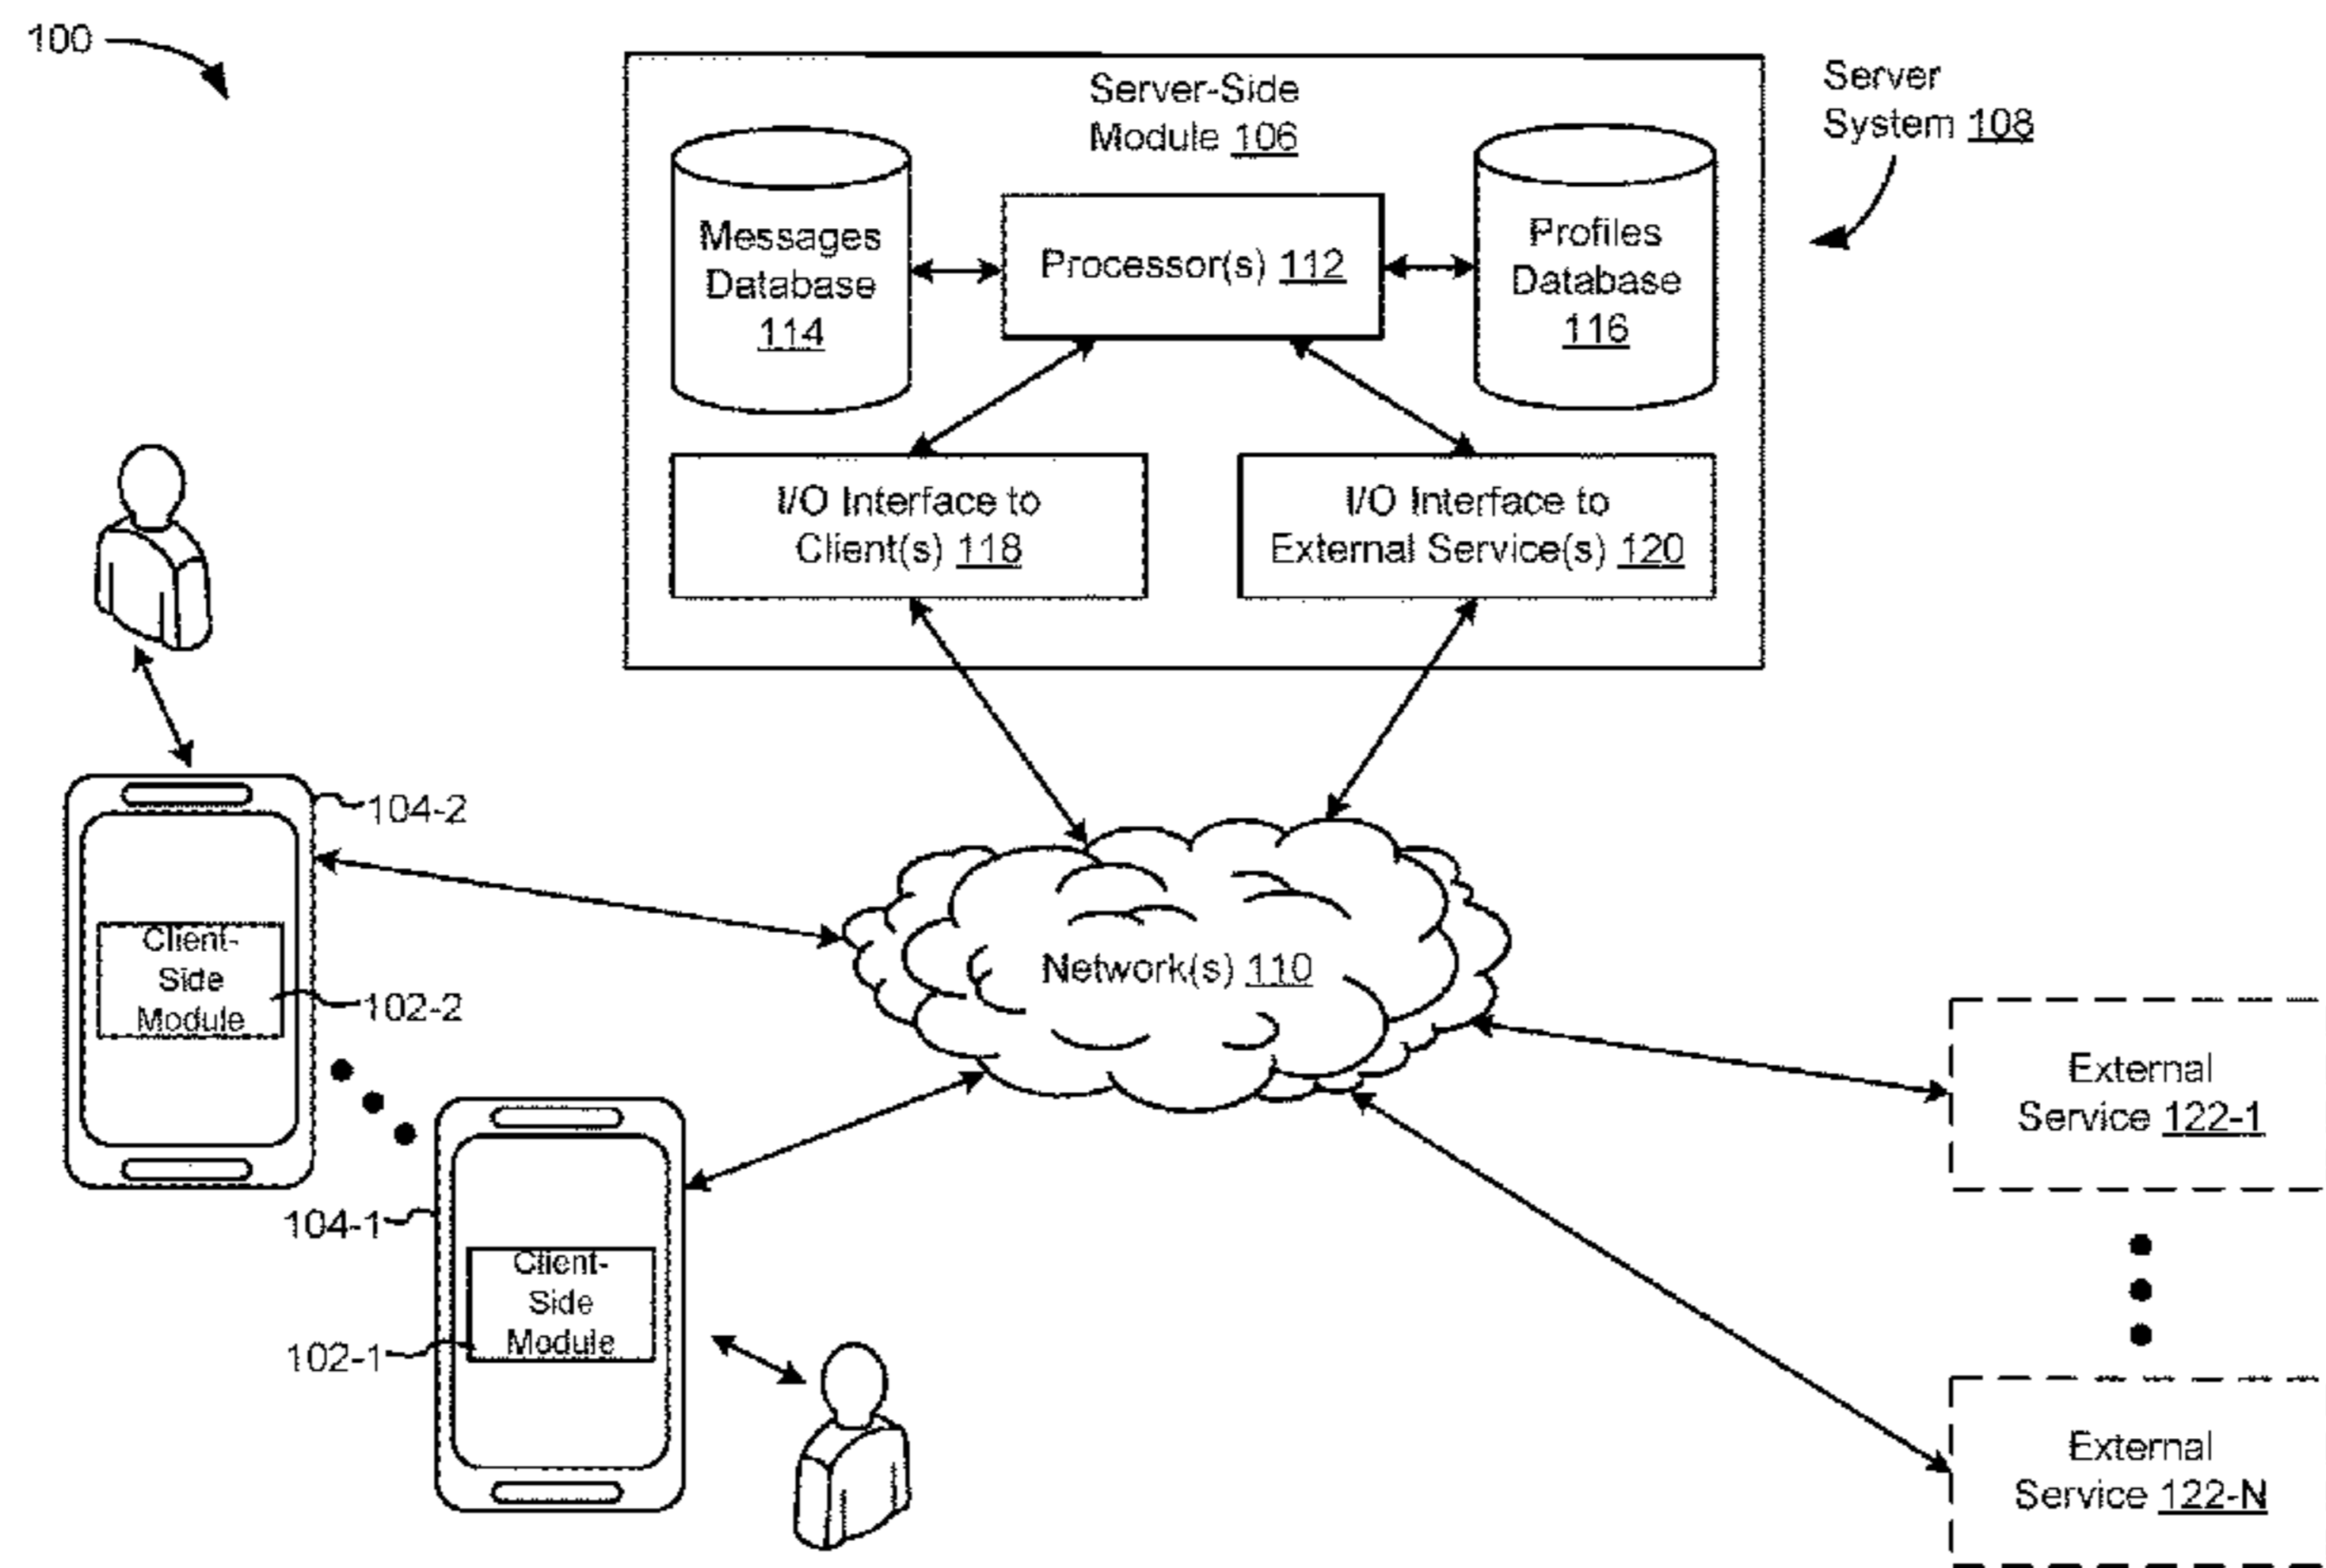 100
Server-Side
Module 106
Server
System 108
Messages
Database
114
Processor(s) 112
Profiles
Database
116
I/O Interface to
Client(s) 118
I/O Interface to
External Service(s) 120
104-2
Client-
Side
Module
102-2
Network(s) 110
External
Service 122-1
104-1
Client-
Side
Module
102-1
External
Service 122-N